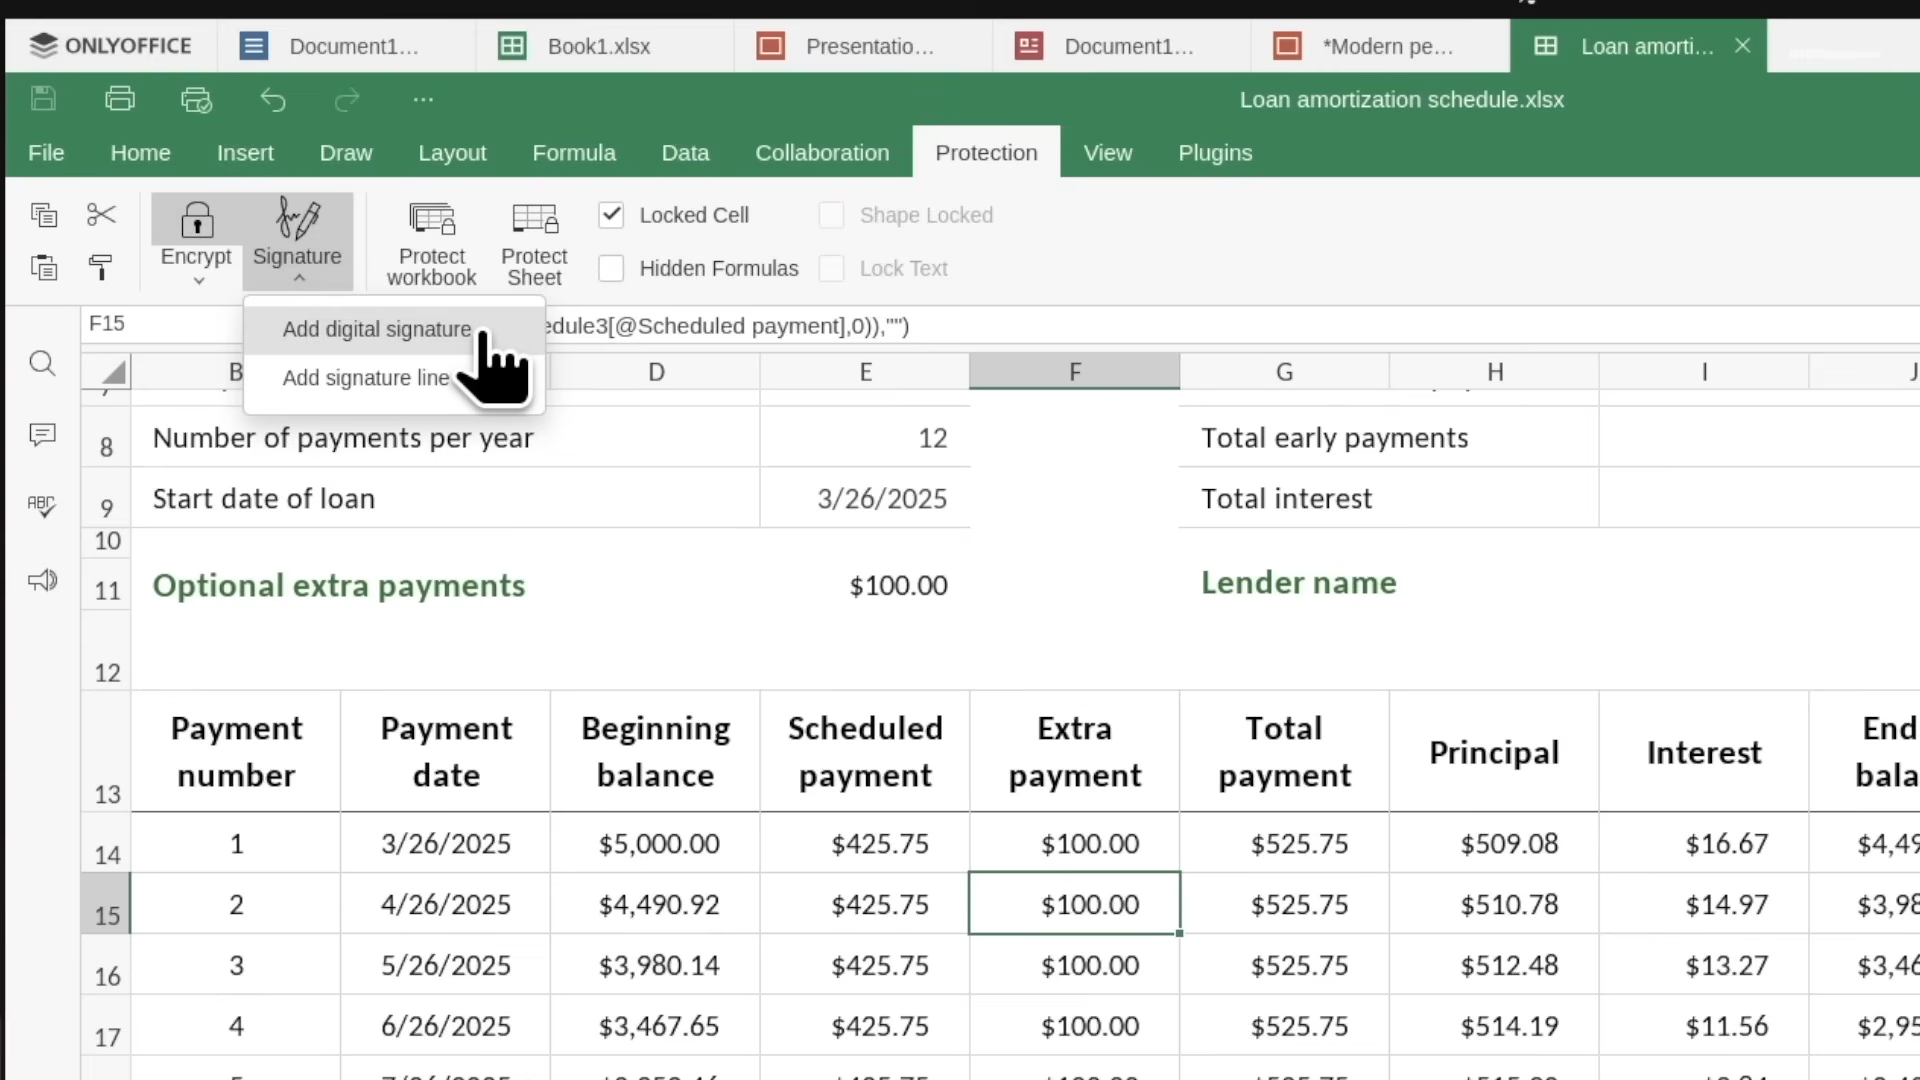 ONLYOFFICE Document1... Book1.xlsx Presentatio... Document1... *Modern pe... Loan amorti...
... Loan amortization schedule.xlsx
File Home Insert Draw Layout Formula Data Collaboration Protection View Plugins
Encrypt Signature Protect workbook Protect Sheet
Locked Cell Shape Locked
Hidden Formulas Lock Text
Add digital signature
Add signature line
F15 edule3[@Scheduled payment],0)),"")
ABC
B D E F G H I J
8 Number of payments per year 12 Total early payments
9 Start date of loan 3/26/2025 Total interest
10
11 Optional extra payments $100.00 Lender name
12
13 Payment number Payment date Beginning balance Scheduled payment Extra payment Total payment Principal Interest End bala
14 1 3/26/2025 $5,000.00 $425.75 $100.00 $525.75 $509.08 $16.67 $4,49
15 2 4/26/2025 $4,490.92 $425.75 $100.00 $525.75 $510.78 $14.97 $3,98
16 3 5/26/2025 $3,980.14 $425.75 $100.00 $525.75 $512.48 $13.27 $3,46
17 4 6/26/2025 $3,467.65 $425.75 $100.00 $525.75 $514.19 $11.56 $2,95